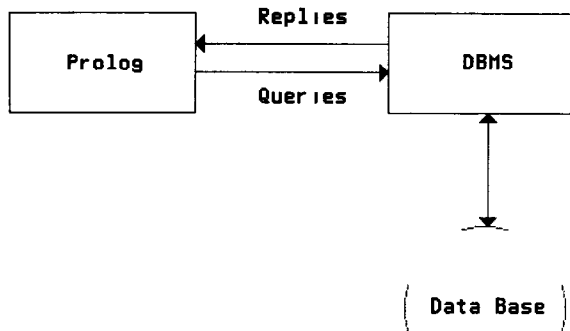 Replies
Prolog
DBMS
Queries
Data Base